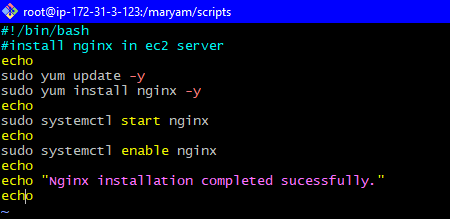 root@ip-172-31-3-123:/maryam/scripts
#!/bin/bash
#install nginx in ec2 server
echo
sudo yum update -y
sudo yum install nginx -y
echo
sudo systemctl start nginx
echo
sudo systemctl enable nginx
echo
echo "Nginx installation completed sucessfully."
echo
~